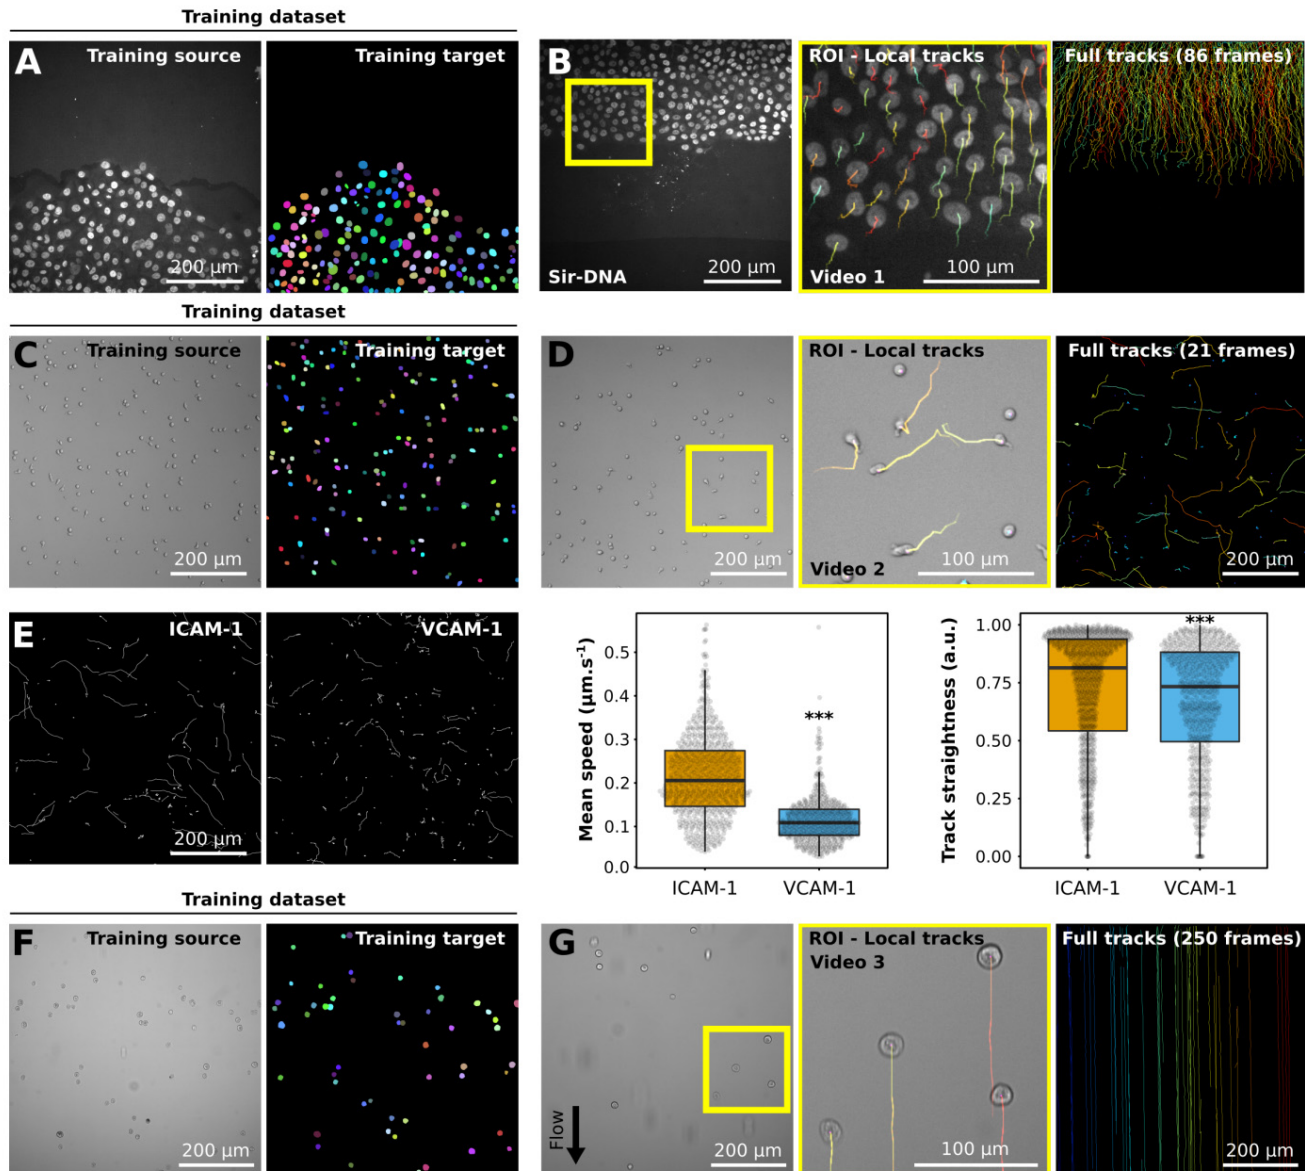 Training dataset
A
Training source
Training target
200 μm
B
Sir-DNA
200 μm
ROI - Local tracks
Video 1
100 μm
Full tracks (86 frames)
Training dataset
C
Training source
Training target
200 μm
D
200 μm
ROI - Local tracks
Video 2
100 μm
Full tracks (21 frames)
200 μm
E
ICAM-1
VCAM-1
200 μm
Mean speed (μm.s⁻¹)
0.5
0.4
0.3
0.2
0.1
0.0
***
ICAM-1
VCAM-1
Track straightness (a.u.)
1.00
0.75
0.50
0.25
0.00
***
ICAM-1
VCAM-1
Training dataset
F
Training source
Training target
200 μm
G
Flow
200 μm
ROI - Local tracks
Video 3
100 μm
Full tracks (250 frames)
200 μm